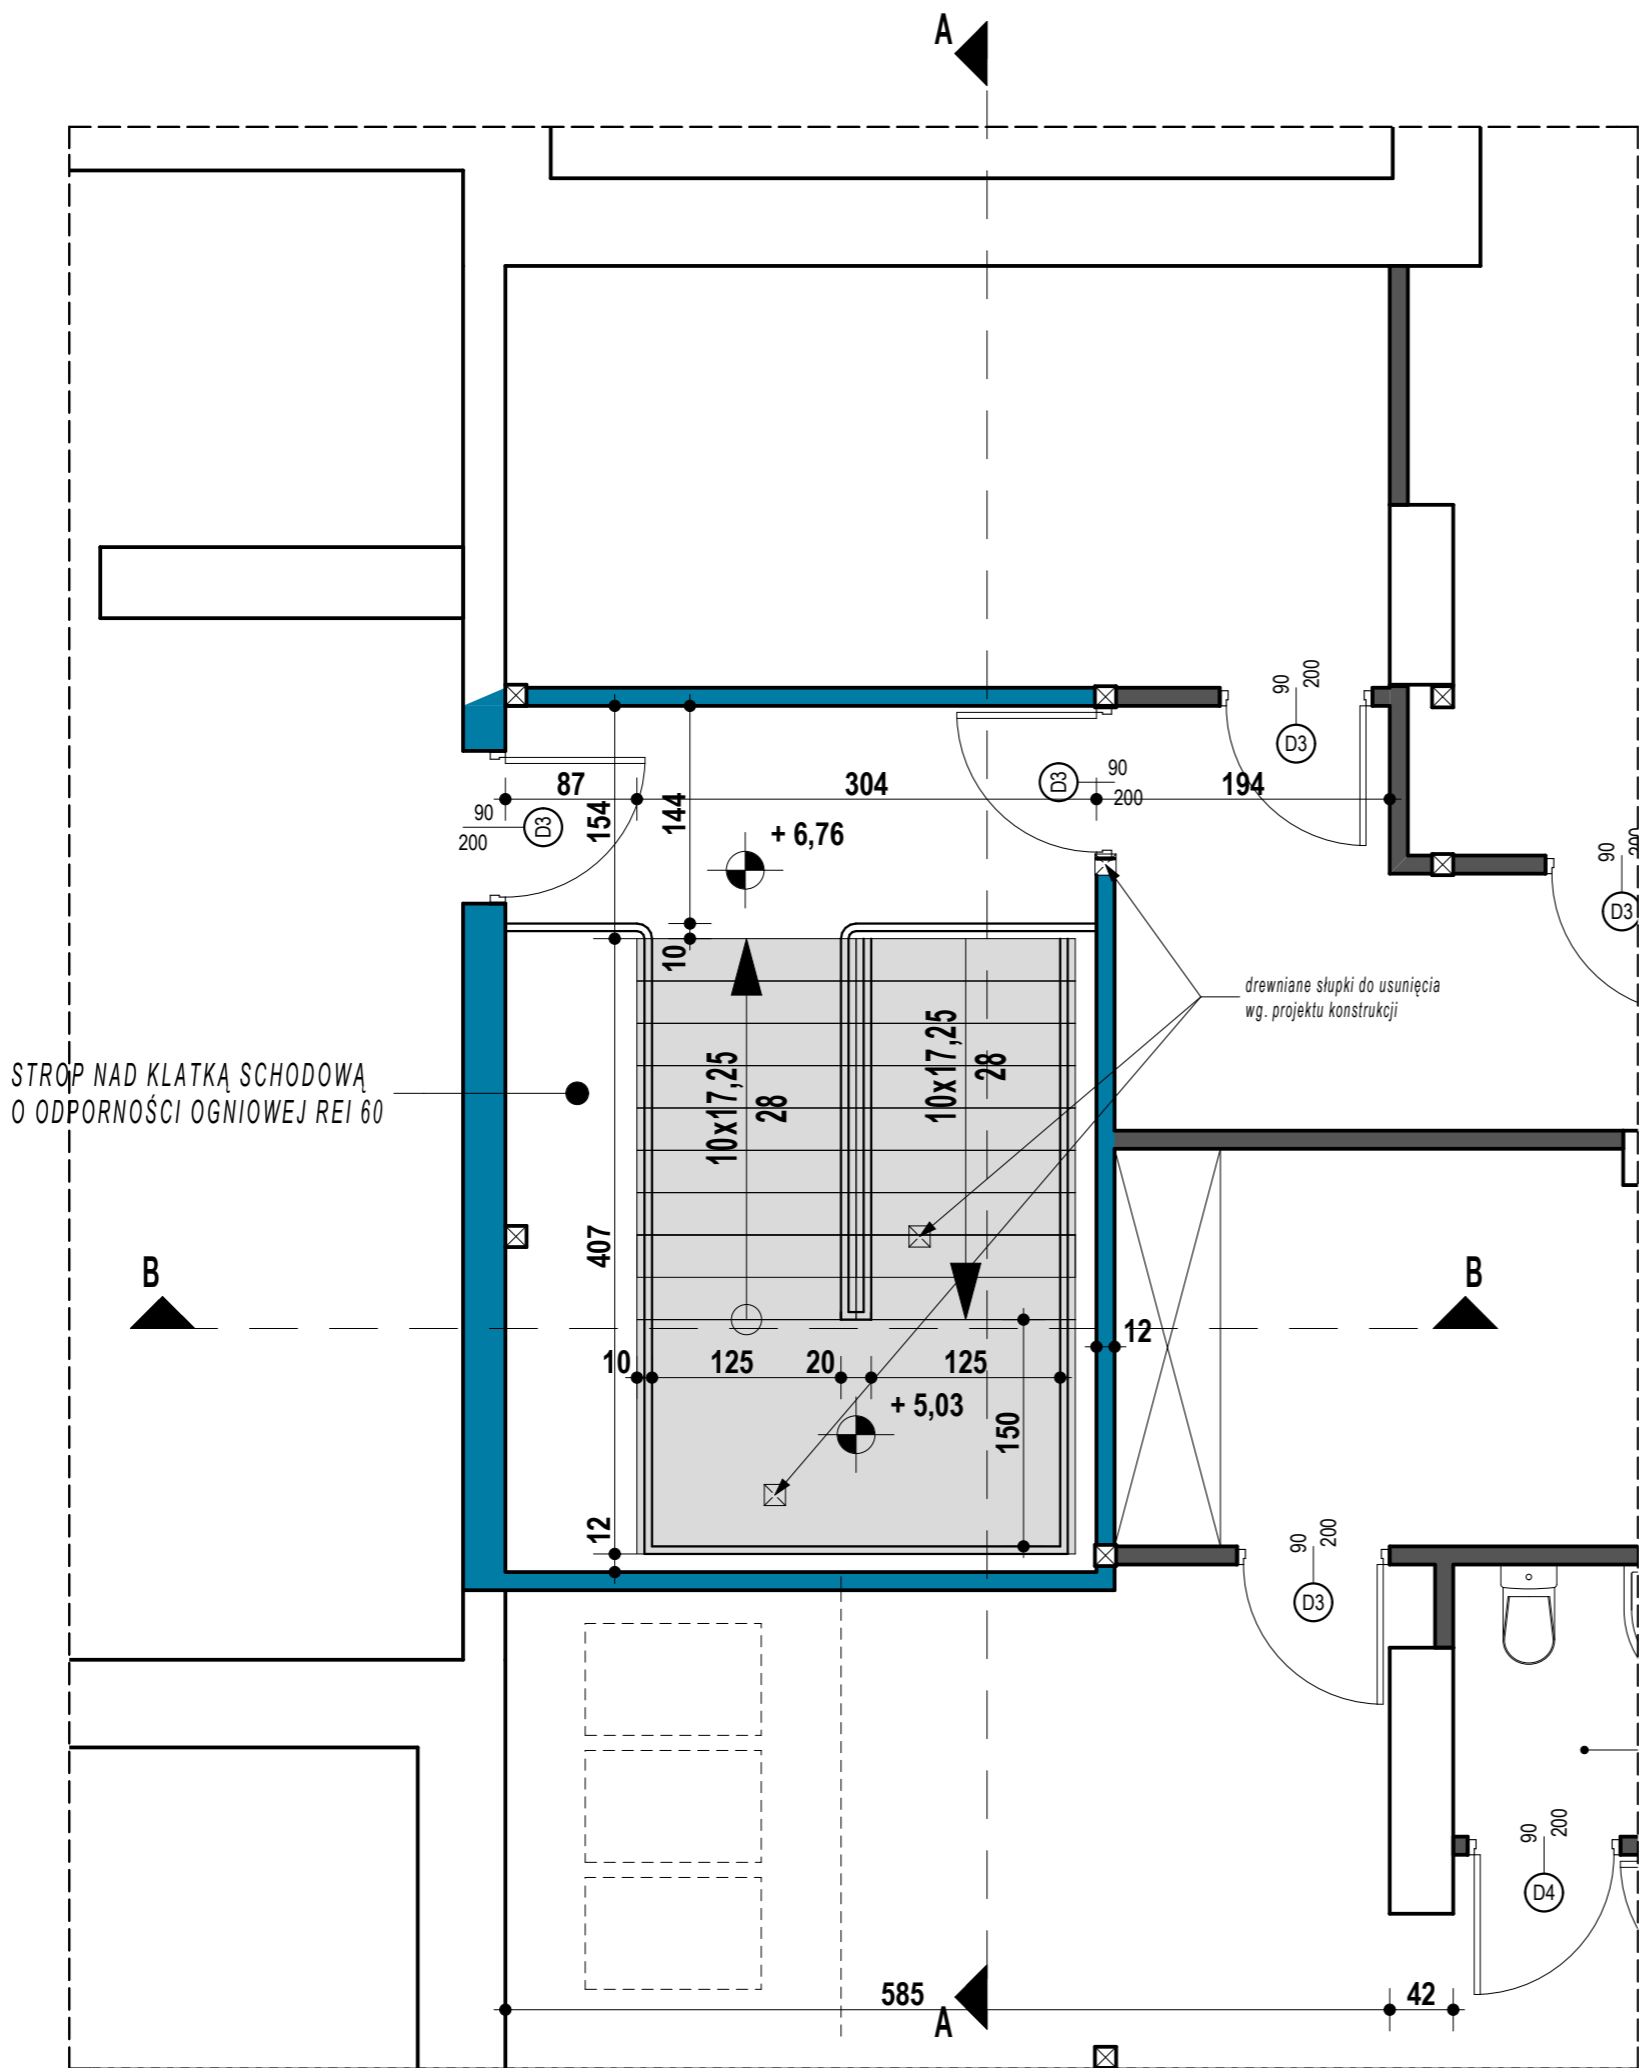 A
90
200
D3
87
304
D3
90
200
194
90
200
D3
154
144
+ 6,76
90
200
D3
10
10x17,25
28
10x17,25
28
drewniane słupki do usunięcia
wg. projektu konstrukcji
STROP NAD KLATKĄ SCHODOWĄ
O ODPORNOŚCI OGNIOWEJ REI 60
407
B
B
12
10
125
20
125
+ 5,03
150
12
90
200
D3
90
200
D4
585
42
A